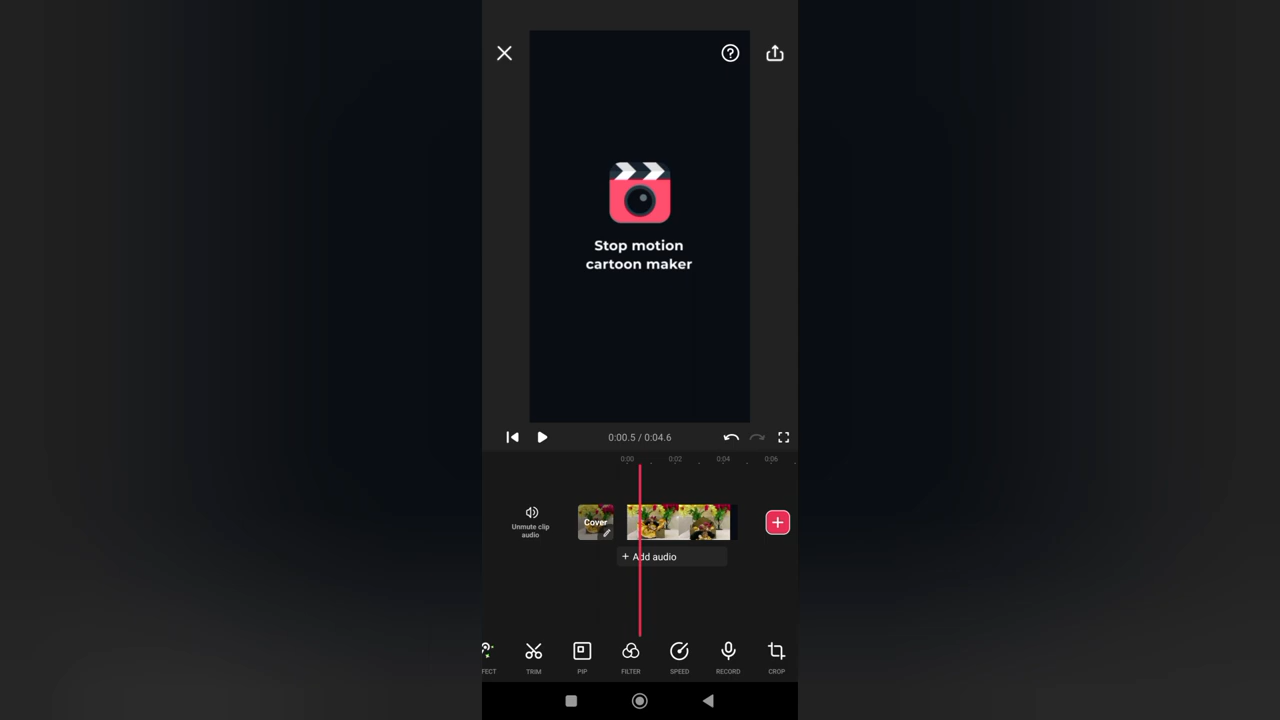 Stop motion
cartoon maker
0:00.5 / 0:04.6
0:00 0:02 0:04 0:06
Unmute clip
audio
Cover
+ Add audio
FECT TRIM PIP FILTER SPEED RECORD CROP